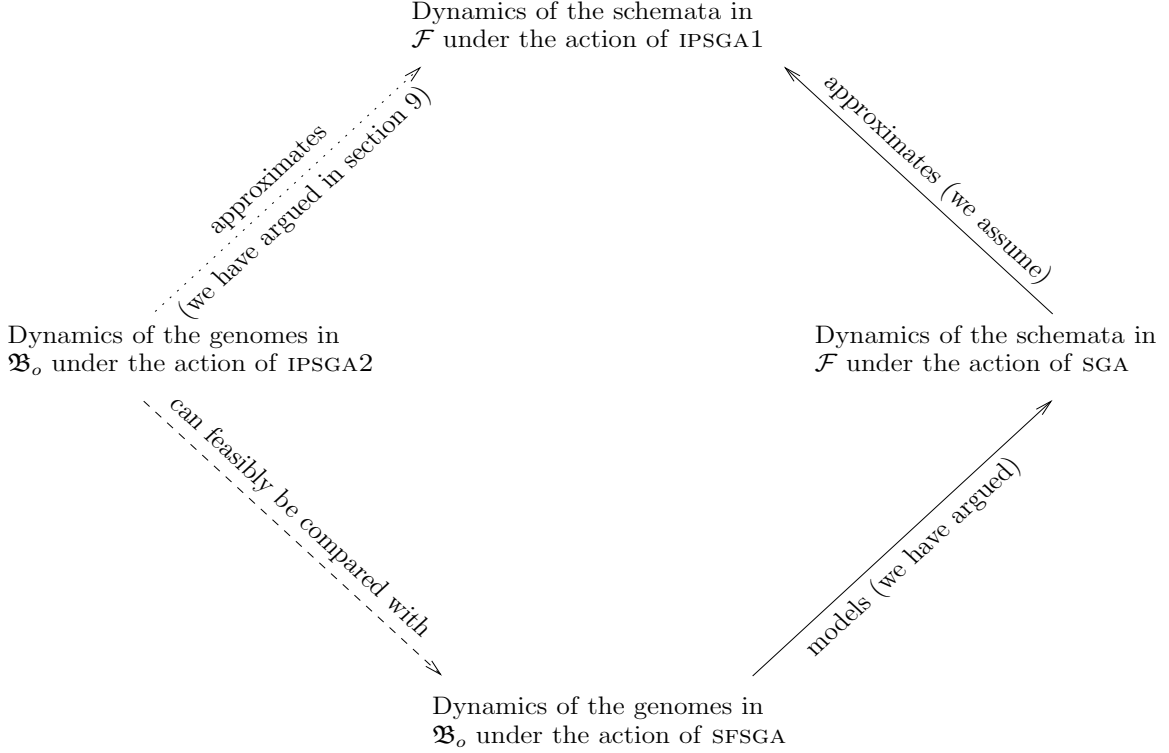 Dynamics of the schemata in
ℱ under the action of IPSGA1
approximates
(we have argued in section 9)
approximates (we assume)
Dynamics of the genomes in
𝔅ₒ under the action of IPSGA2
Dynamics of the schemata in
ℱ under the action of SGA
can feasibly be compared with
models (we have argued)
Dynamics of the genomes in
𝔅ₒ under the action of SFSGA